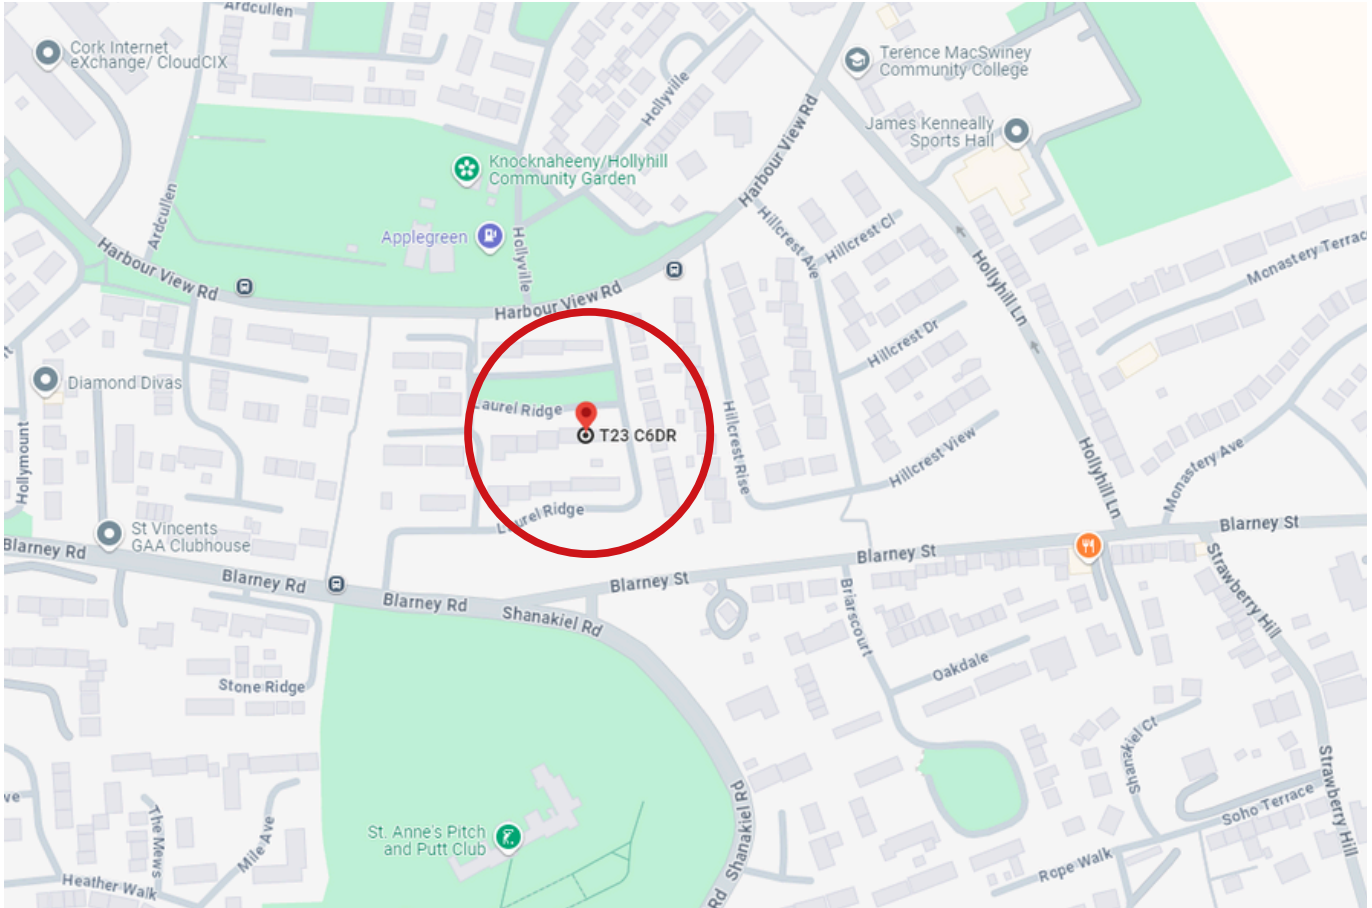 Ardcullen
Cork Internet
eXchange/ CloudCIX
Terence MacSwiney
Community College
Hollyville
James Kenneally
Sports Hall
Harbour View Rd
Knocknaheeny/Hollyhill
Community Garden
Ardcullen
Applegreen
Hollyville
Hillcrest Ave
Hillcrest Cl
Harbour View Rd
Hollyhill Ln
Monastery Terrac
Harbour View Rd
Hillcrest Dr
Diamond Divas
Laurel Ridge
T23 C6DR
Hillcrest Rise
Hillcrest View
Hollymount
Hollyhill Ln
Monastery Ave
Laurel Ridge
St Vincents
GAA Clubhouse
Blarney Rd
Blarney St
Blarney St
Blarney Rd
Blarney St
Blarney Rd
Shanakiel Rd
Strawberry Hill
Briarscourt
Oakdale
Stone Ridge
Shanakiel Ct
Strawberry Hill
ve
The Mews
Mile Ave
St. Anne's Pitch
and Putt Club
Shanakiel Rd
Soho Terrace
Rope Walk
Heather Walk
Rd